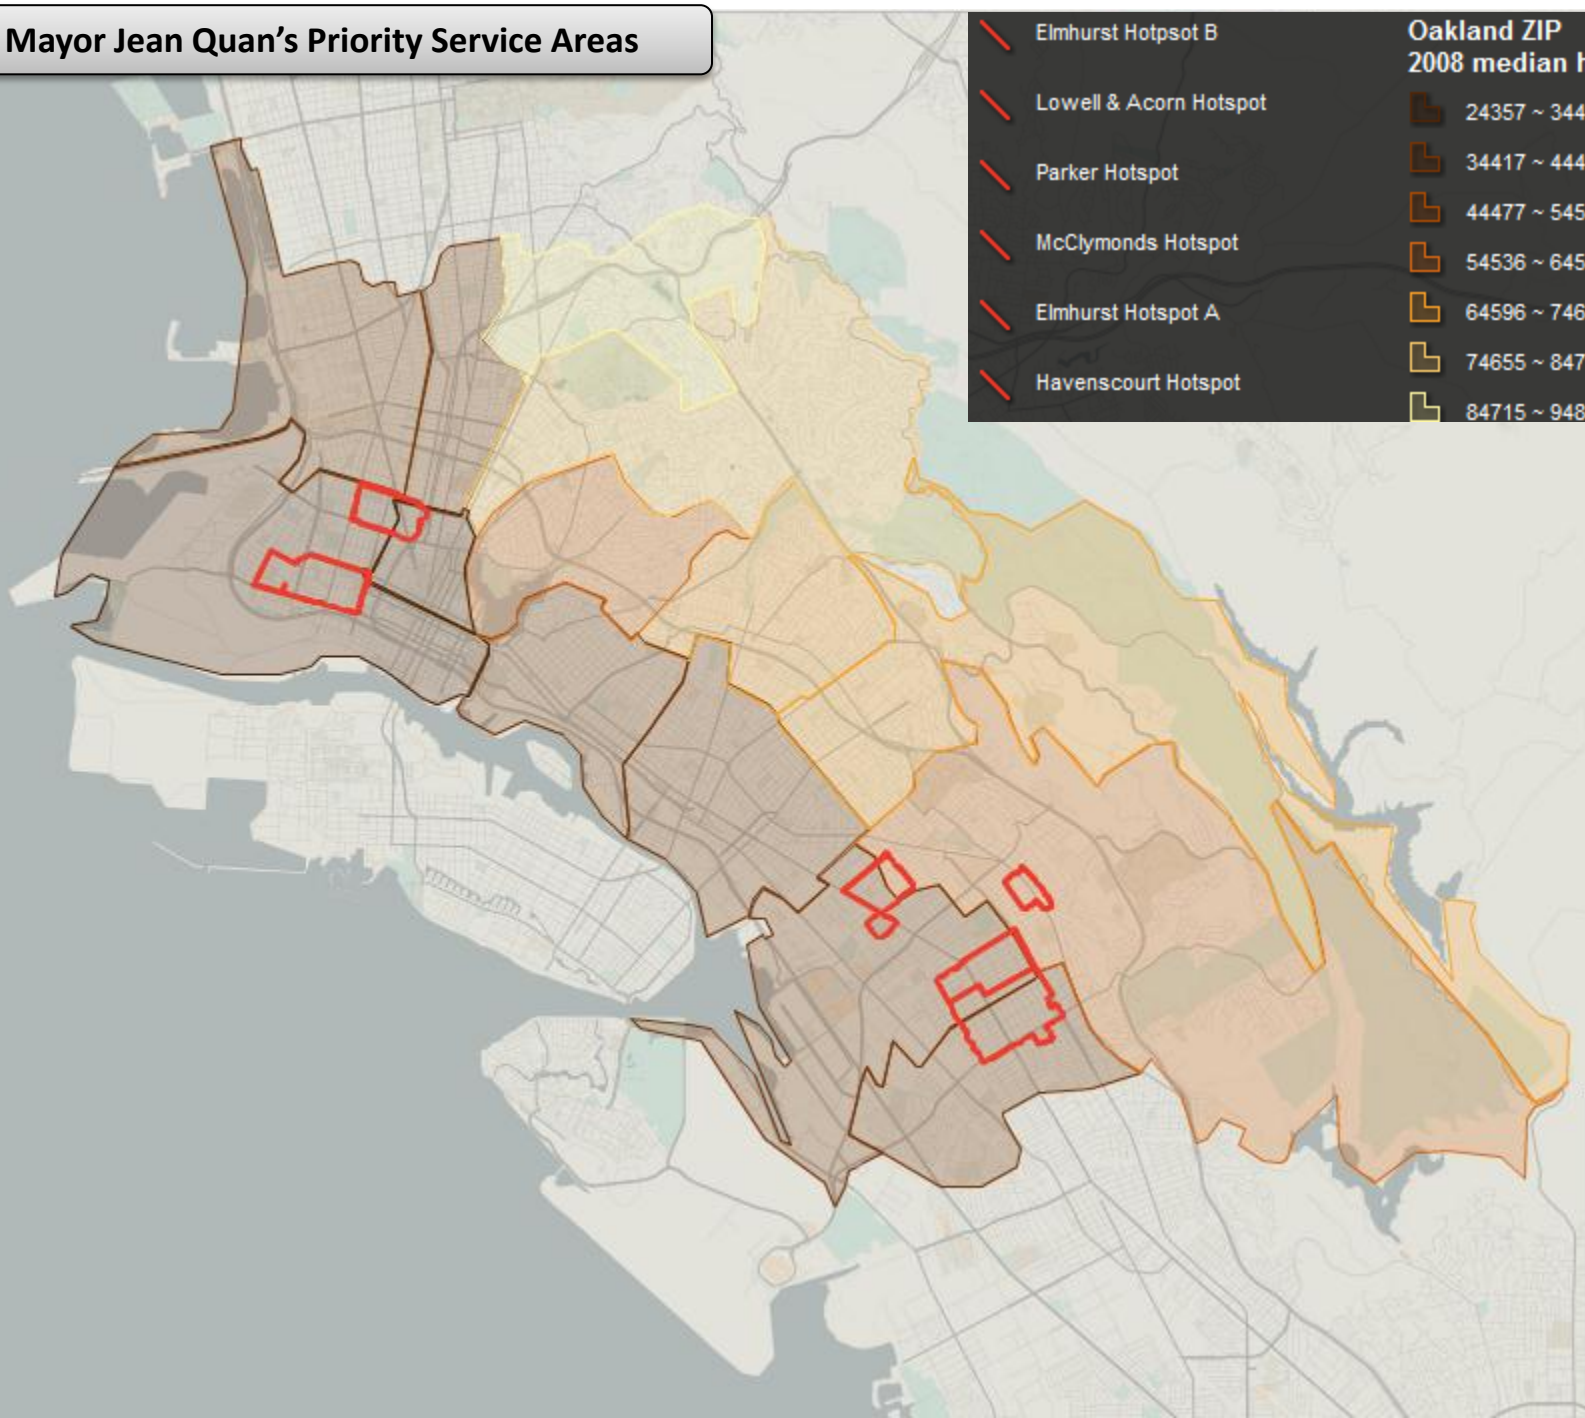 Mayor Jean Quan's Priority Service Areas
Elmhurst Hotpsot B
Lowell & Acorn Hotspot
Parker Hotspot
McClymonds Hotspot
Elmhurst Hotspot A
Havenscourt Hotspot
Oakland ZIP
2008 median h
24357 ~ 344
34417 ~ 444
44477 ~ 545
54536 ~ 645
64596 ~ 746
74655 ~ 847
84715 ~ 948